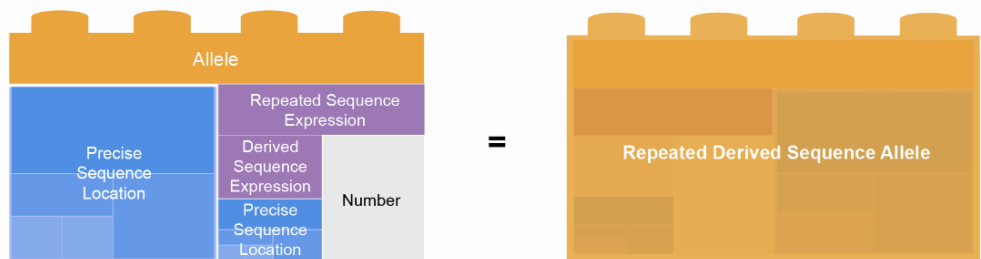 Allele
Repeated Sequence
Expression
Precise
Sequence
Location
Derived
Sequence
Expression
Number
Precise
Sequence
Location
=
Repeated Derived Sequence Allele